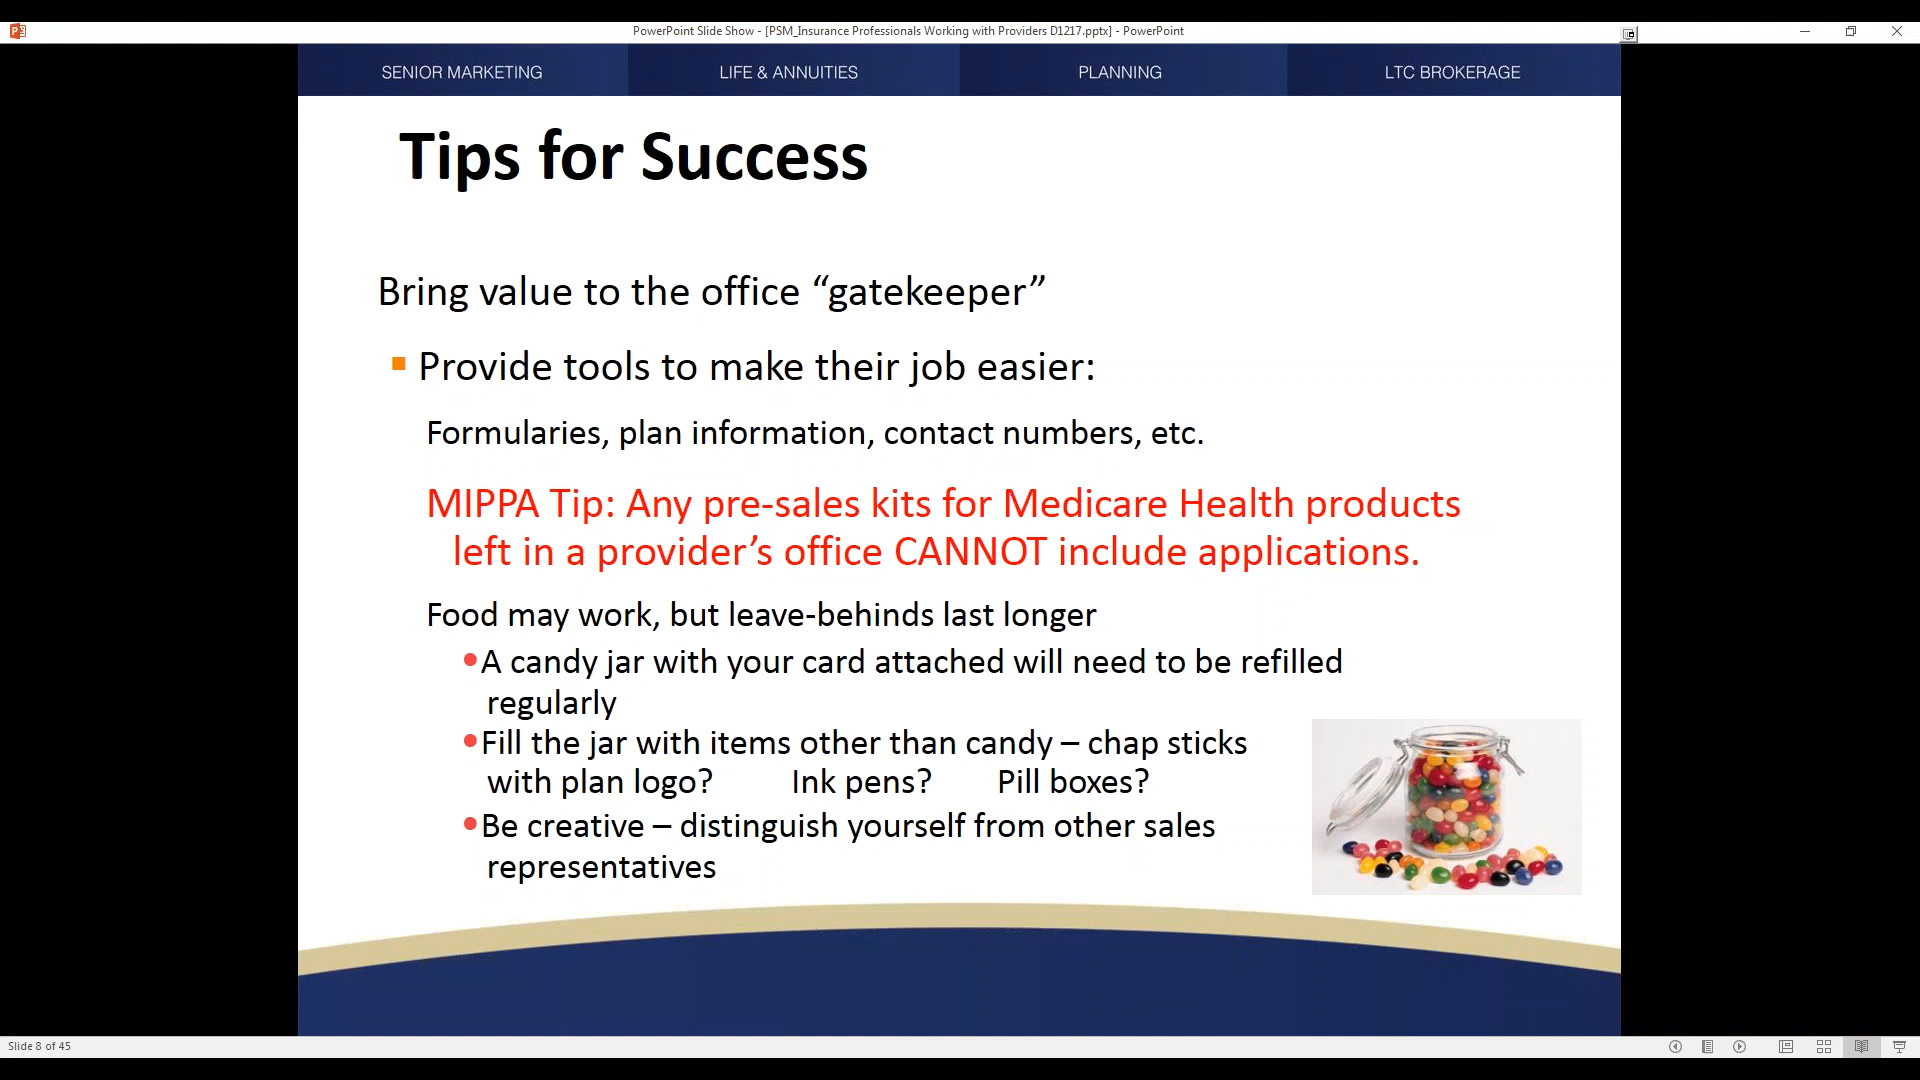 PowerPoint Slide Show - [PSM_Insurance Professionals Working with Providers D1217.pptx] - PowerPoint
SENIOR MARKETING
LIFE & ANNUITIES
PLANNING
LTC BROKERAGE
Tips for Success
Bring value to the office “gatekeeper”
Provide tools to make their job easier:
Formularies, plan information, contact numbers, etc.
MIPPA Tip: Any pre-sales kits for Medicare Health products
left in a provider’s office CANNOT include applications.
Food may work, but leave-behinds last longer
•A candy jar with your card attached will need to be refilled
regularly
•Fill the jar with items other than candy – chap sticks
with plan logo? Ink pens? Pill boxes?
•Be creative – distinguish yourself from other sales
representatives
Slide 8 of 45